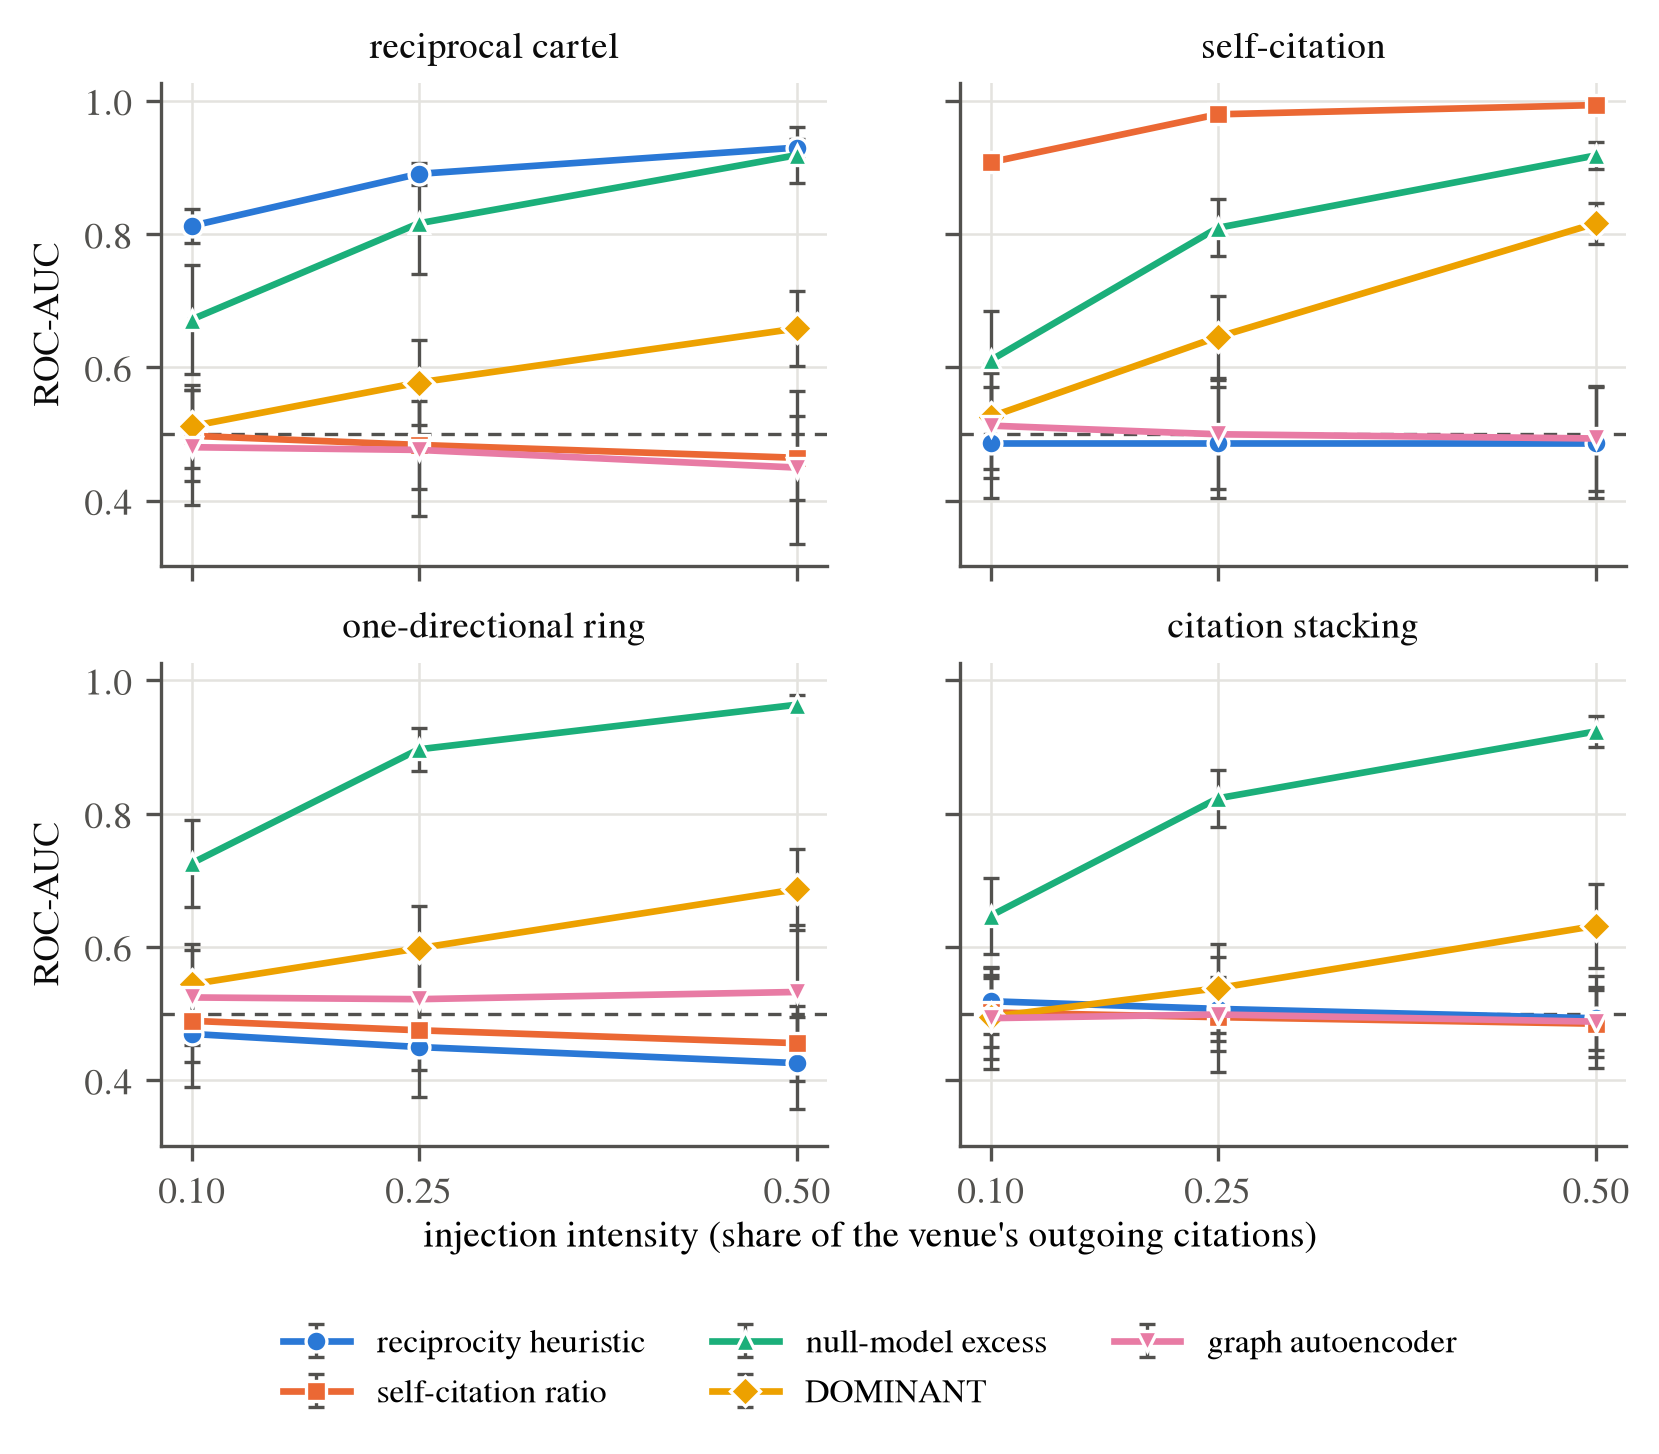 reciprocal cartel
self-citation
1.0
0.8
0.6
0.4
ROC-AUC
one-directional ring
citation stacking
1.0
0.8
0.6
0.4
ROC-AUC
0.10 0.25 0.50
0.10 0.25 0.50
injection intensity (share of the venue's outgoing citations)
reciprocity heuristic
null-model excess
graph autoencoder
self-citation ratio
DOMINANT